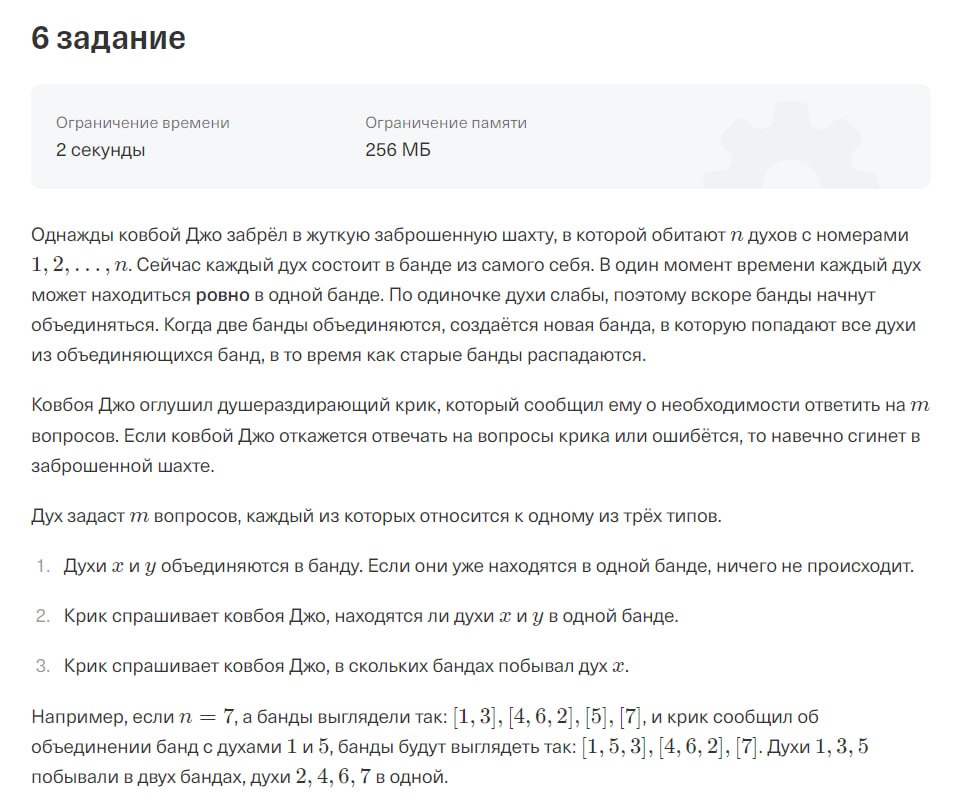 6 задание
Ограничение времени
2 секунды
Ограничение памяти
256 МБ
Однажды ковбой Джо забрёл в жуткую заброшенную шахту, в которой обитают n духов с номерами
1, 2, . . . , n. Сейчас каждый дух состоит в банде из самого себя. В один момент времени каждый дух
может находиться ровно в одной банде. По одиночке духи слабы, поэтому вскоре банды начнут
объединяться. Когда две банды объединяются, создаётся новая банда, в которую попадают все духи
из объединяющихся банд, в то время как старые банды распадаются.
Ковбоя Джо оглушил душераздирающий крик, который сообщил ему о необходимости ответить на m
вопросов. Если ковбой Джо откажется отвечать на вопросы крика или ошибётся, то навечно сгинет в
заброшенной шахте.
Дух задаст m вопросов, каждый из которых относится к одному из трёх типов.
1. Духи x и y объединяются в банду. Если они уже находятся в одной банде, ничего не происходит.
2. Крик спрашивает ковбоя Джо, находятся ли духи x и y в одной банде.
3. Крик спрашивает ковбоя Джо, в скольких бандах побывал дух x.
Например, если n = 7, а банды выглядели так: [1, 3], [4, 6, 2], [5], [7], и крик сообщил об
объединении банд с духами 1 и 5, банды будут выглядеть так: [1, 5, 3], [4, 6, 2], [7]. Духи 1, 3, 5
побывали в двух бандах, духи 2, 4, 6, 7 в одной.